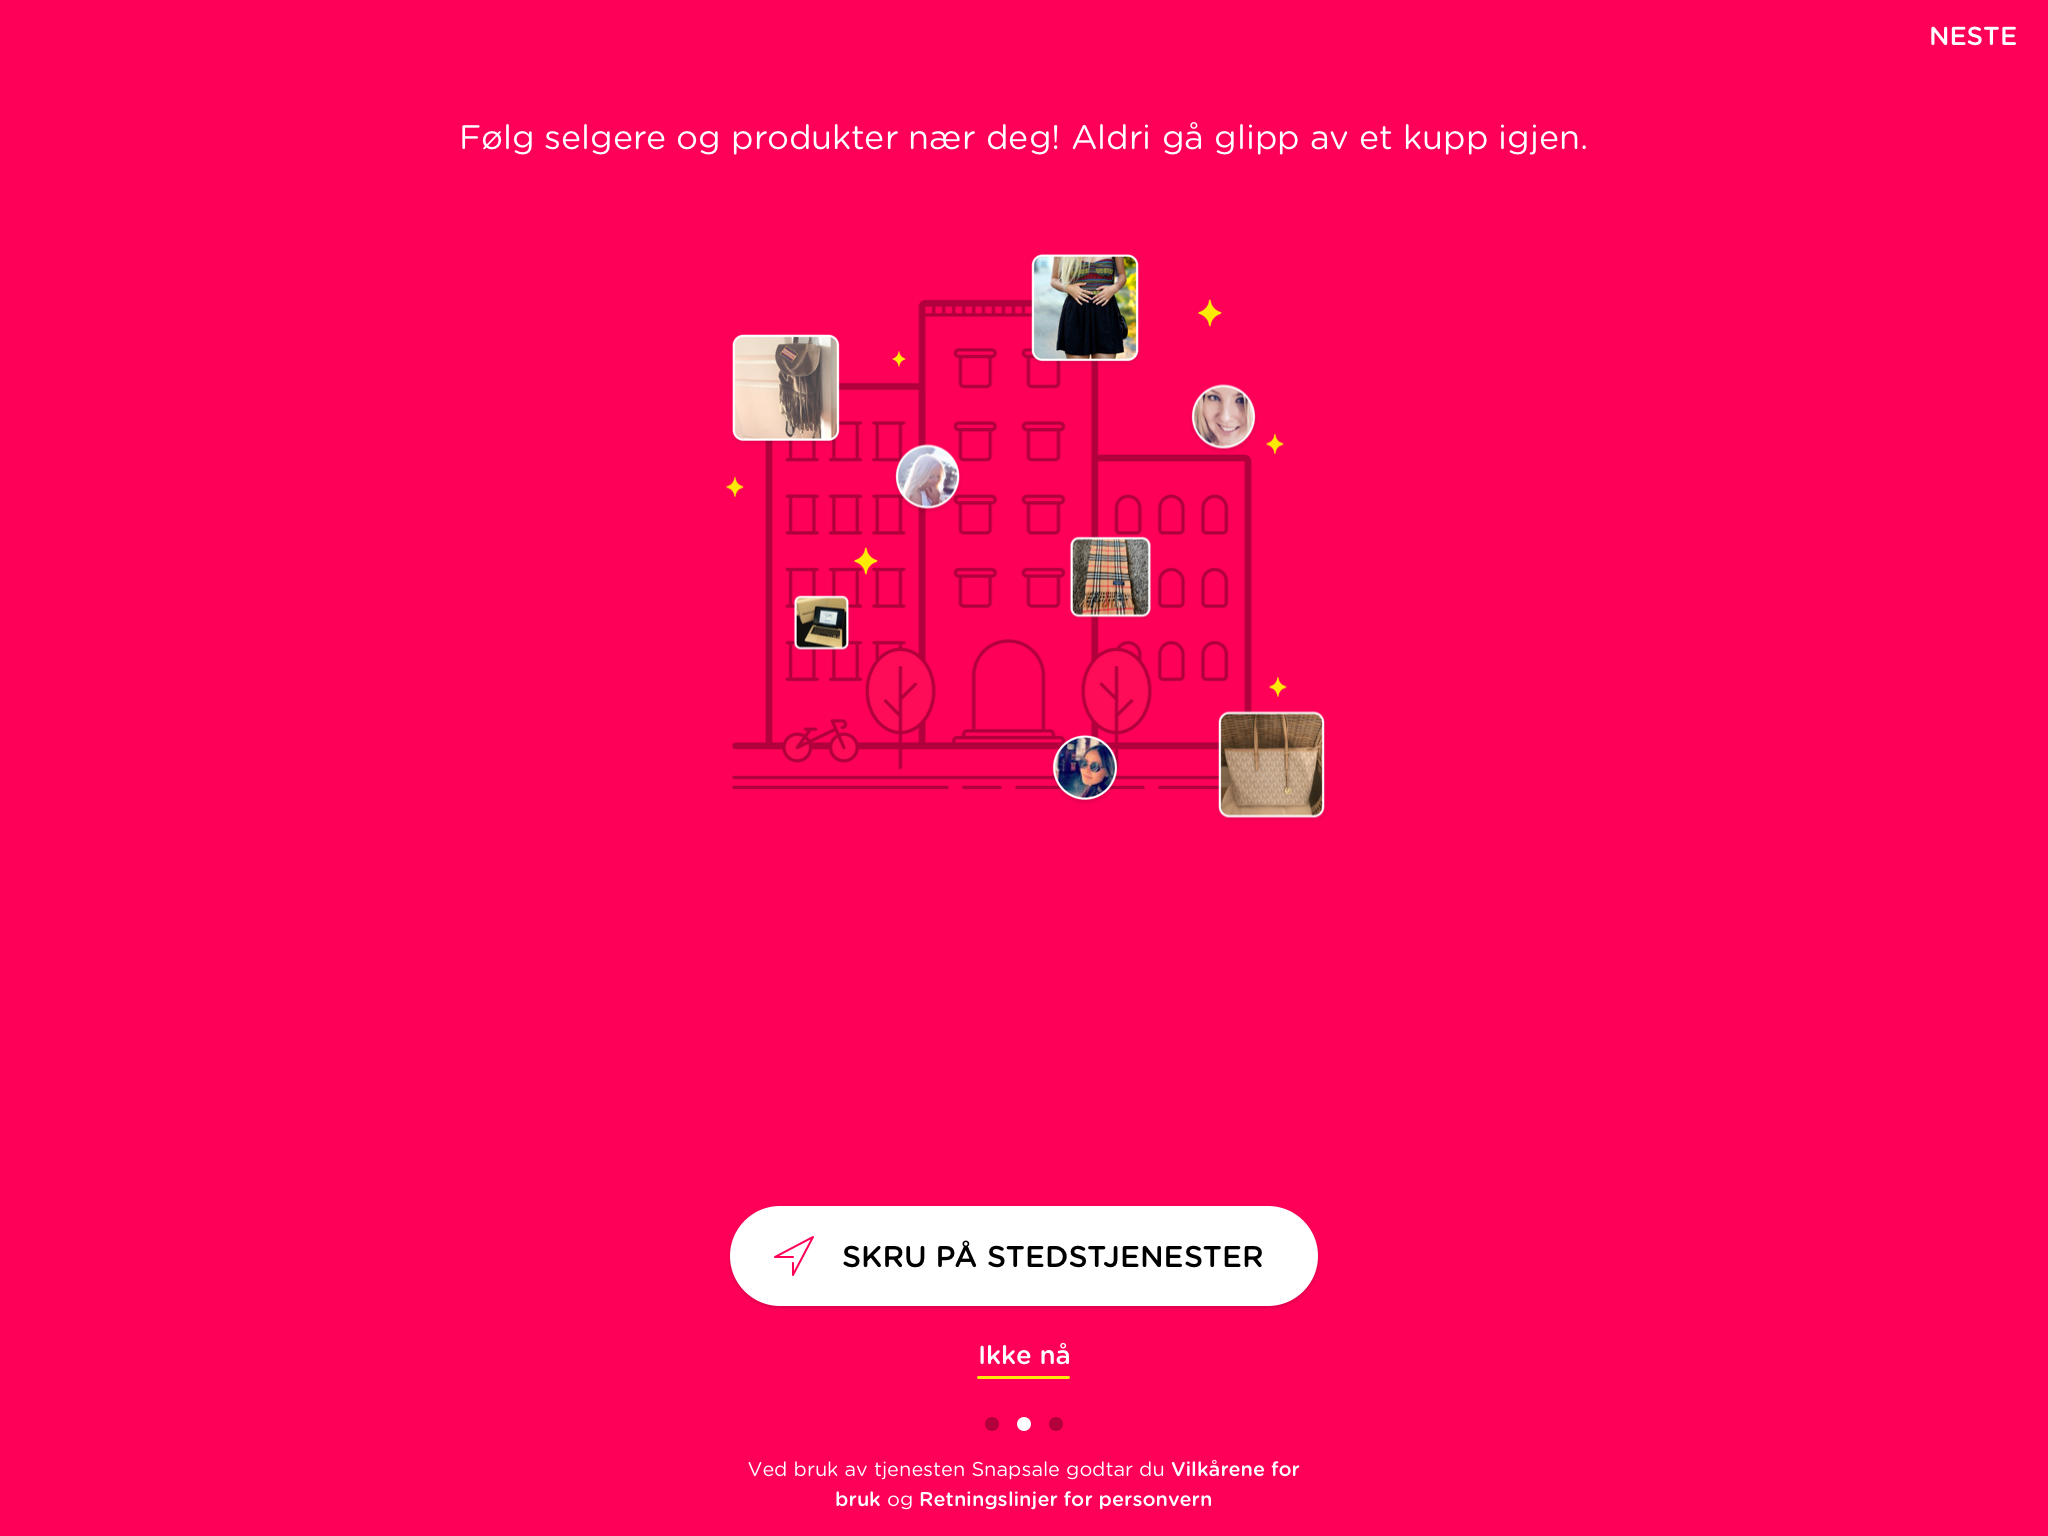 NESTE
Følg selgere og produkter nær deg! Aldri gå glipp av et kupp igjen.
SKRU PÅ STEDSTJENESTER
Ikke nå
Ved bruk av tjenesten Snapsale godtar du Vilkårene for
bruk og Retningslinjer for personvern